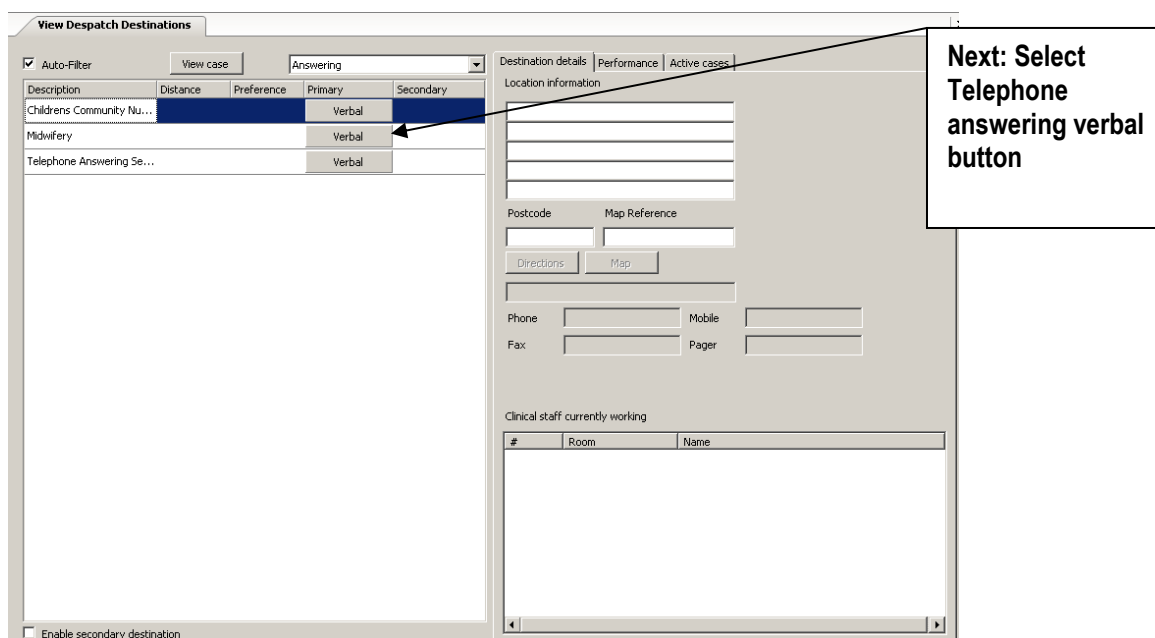 View Despatch Destinations
Auto-Filter View case Answering
Description Distance Preference Primary Secondary
Childrens Community Nu... Verbal
Midwifery Verbal
Telephone Answering Se... Verbal
Enable secondary destination
Destination details Performance Active cases
Location information
Postcode Map Reference
Directions Map
Phone Mobile
Fax Pager
Clinical staff currently working
# Room Name
Next: Select
Telephone
answering verbal
button